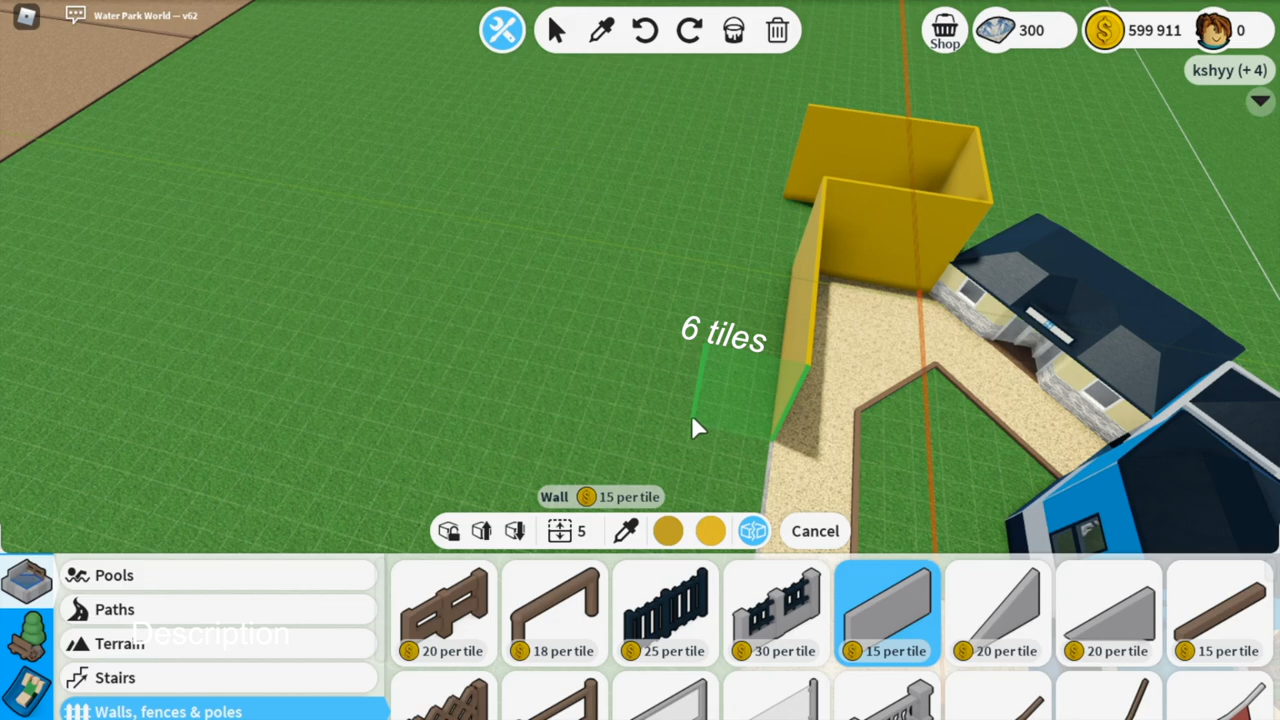 Water Park World – v62
Shop
300
599 911
0
kshyy (+ 4)
6 tiles
Wall 15 per tile
5
Cancel
Pools
Paths
Terrain
Description
Stairs
Walls, fences & poles
20 per tile
18 per tile
25 per tile
30 per tile
15 per tile
20 per tile
20 per tile
15 per tile